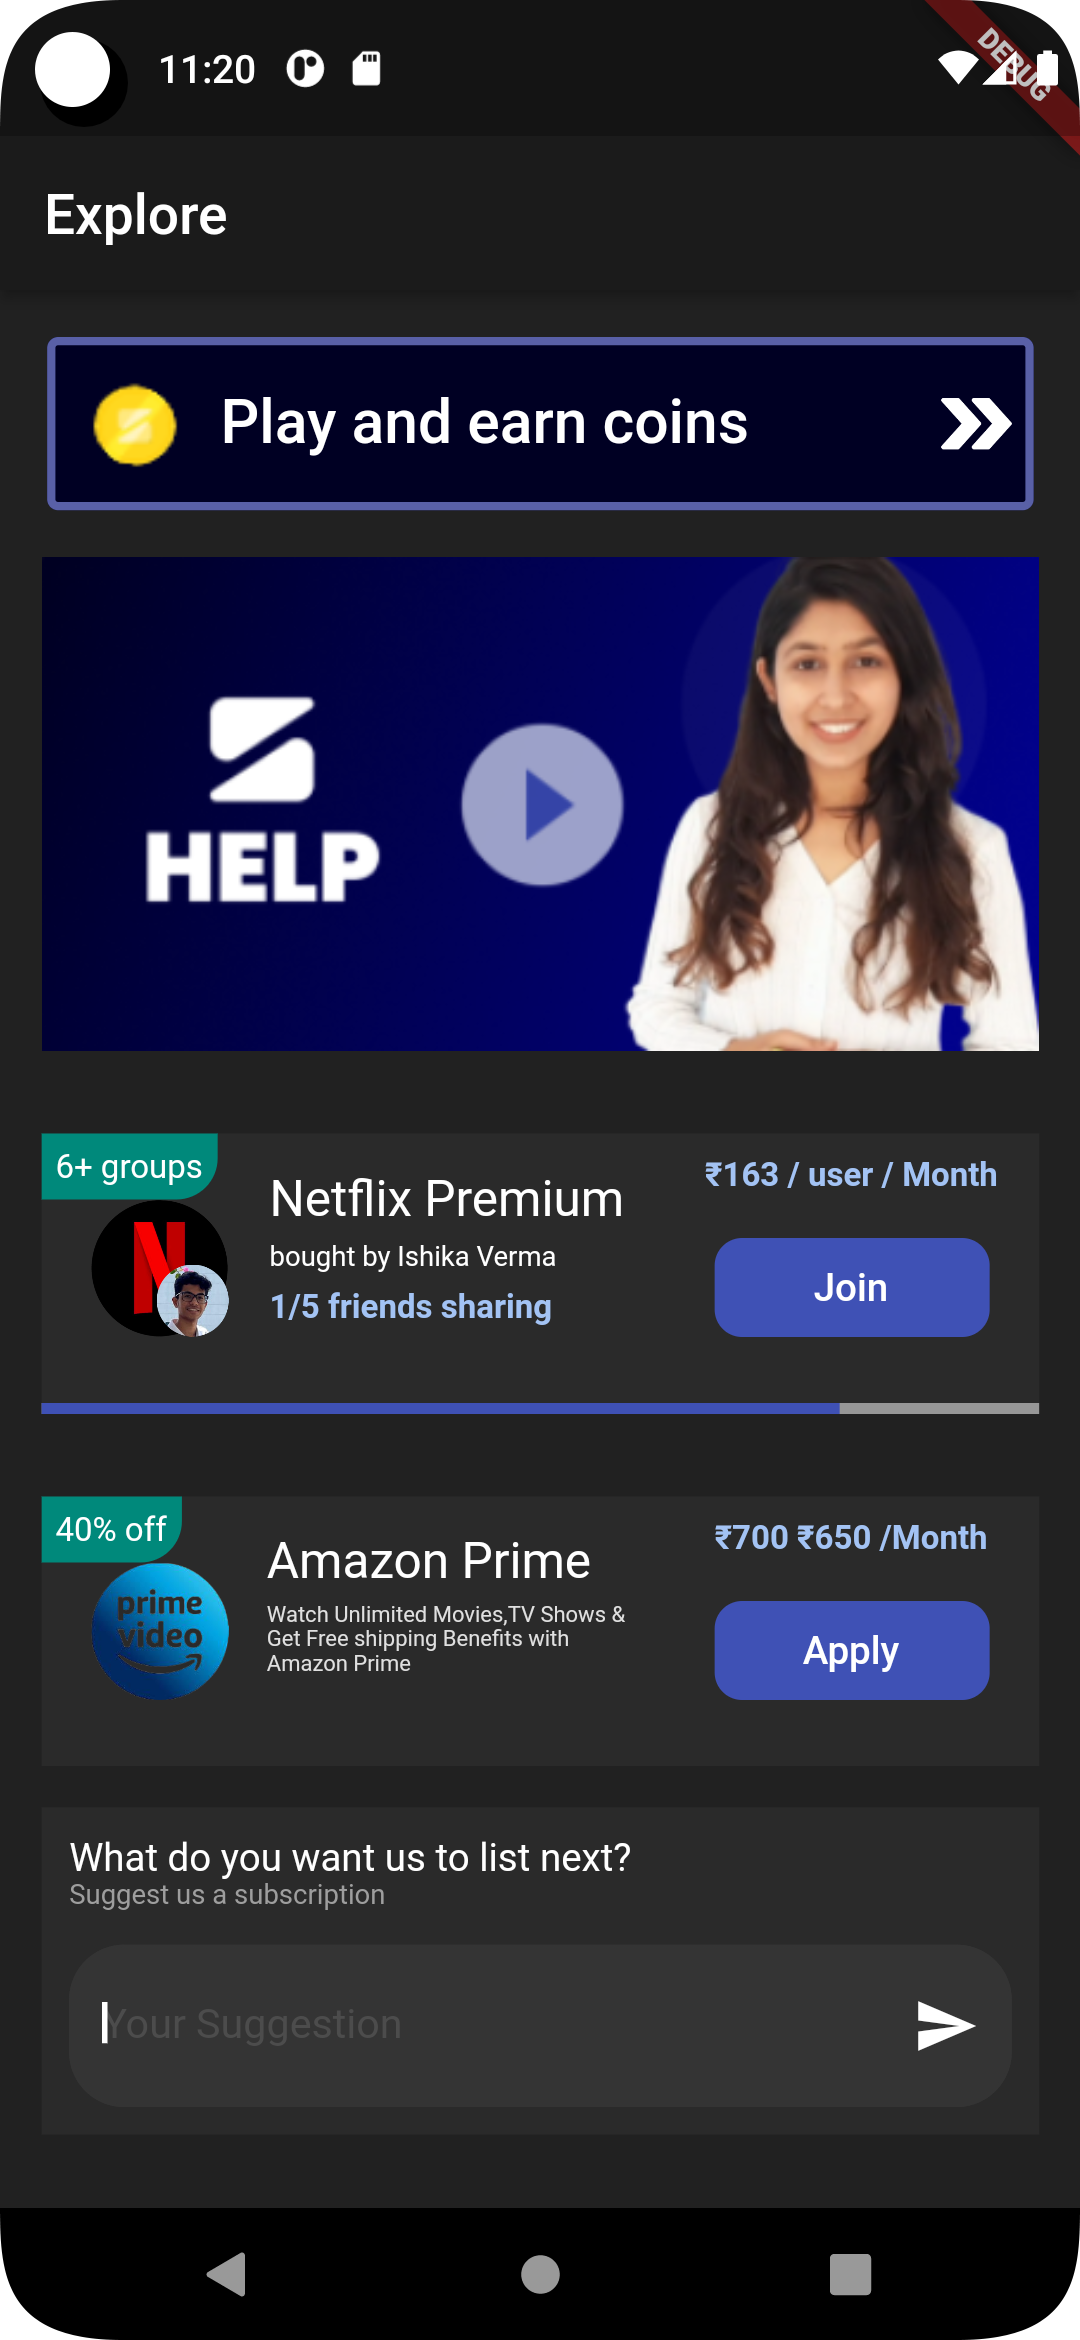 11:20
DEBUG
Explore
Play and earn coins
HELP
6+ groups
Netflix Premium
bought by Ishika Verma
1/5 friends sharing
₹163 / user / Month
Join
40% off
prime
video
Amazon Prime
Watch Unlimited Movies,TV Shows &
Get Free shipping Benefits with
Amazon Prime
₹700 ₹650 /Month
Apply
What do you want us to list next?
Suggest us a subscription
Your Suggestion